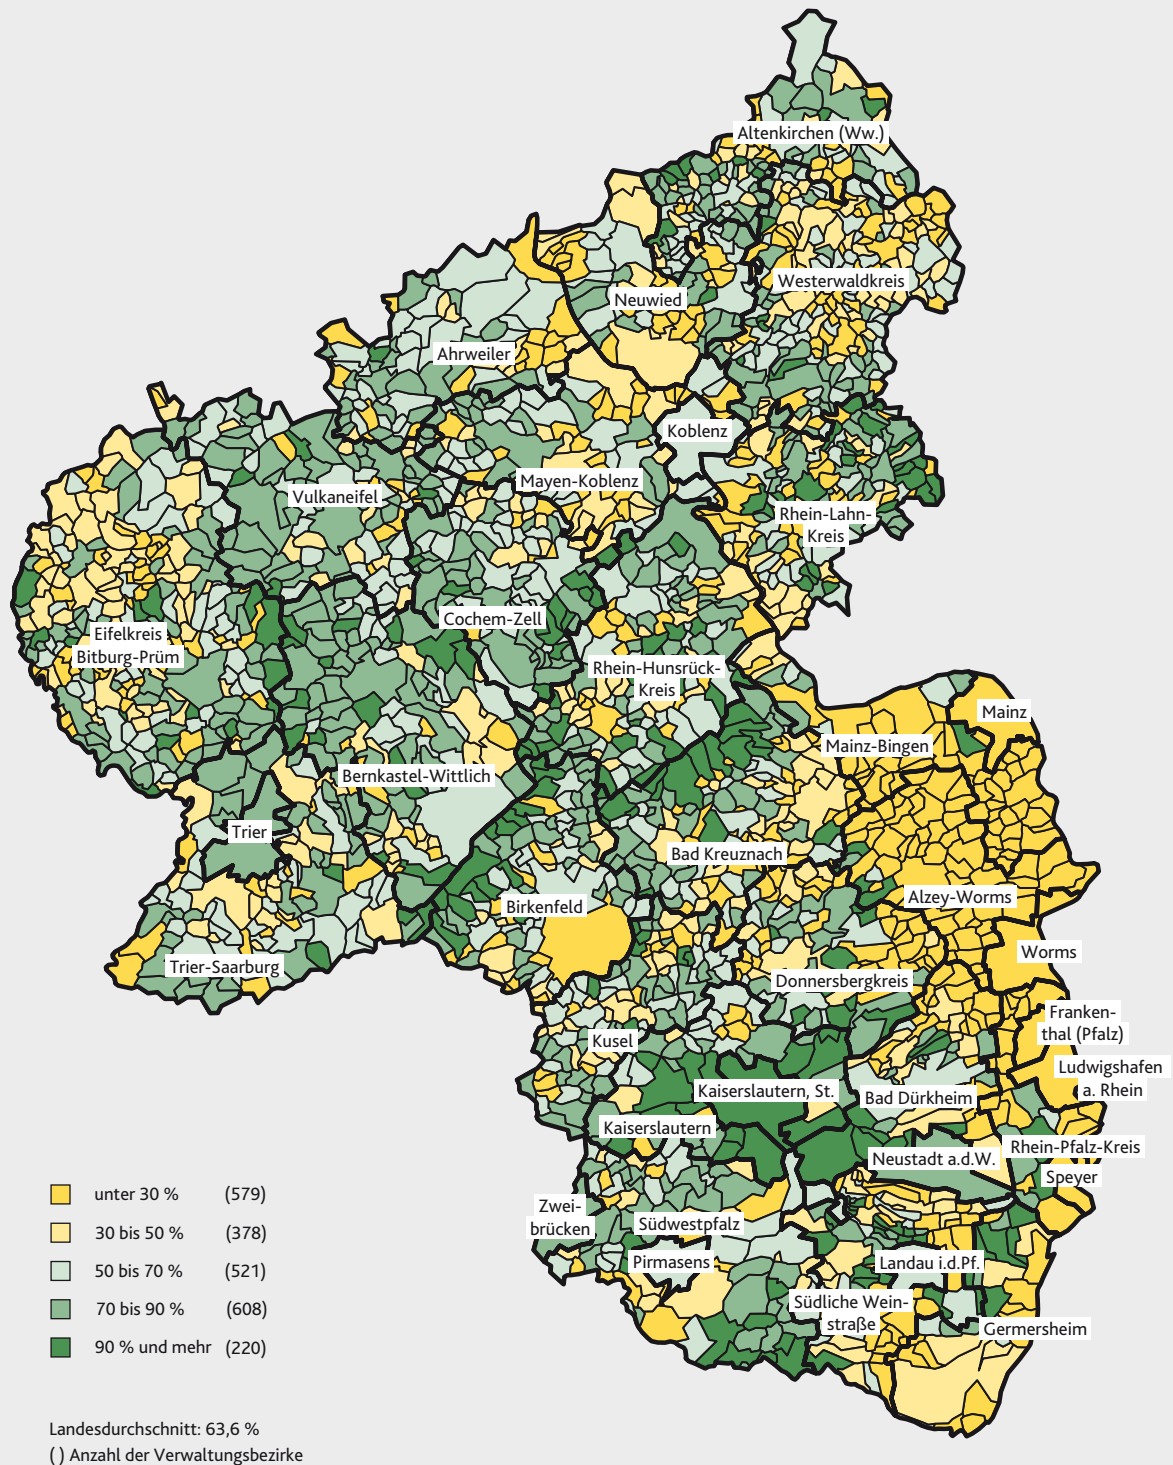 Altenkirchen (Ww.)
Westerwaldkreis
Neuwied
Ahrweiler
Koblenz
Mayen-Koblenz
Vulkaneifel
Rhein-Lahn-
Kreis
Cochem-Zell
Eifelkreis
Bitburg-Prüm
Rhein-Hunsrück-
Kreis
Mainz
Mainz-Bingen
Bernkastel-Wittlich
Trier
Bad Kreuznach
Alzey-Worms
Birkenfeld
Worms
Trier-Saarburg
Donnersbergkreis
Franken-
thal (Pfalz)
Kusel
Ludwigshafen
a. Rhein
Kaiserslautern, St.
Bad Dürkheim
Kaiserslautern
Rhein-Pfalz-Kreis
Neustadt a.d.W.
Speyer
Zwei-
brücken
Südwestpfalz
Pirmasens
Landau i.d.Pf.
Südliche Wein-
straße
Germersheim
unter 30 % (579)
30 bis 50 % (378)
50 bis 70 % (521)
70 bis 90 % (608)
90 % und mehr (220)
Landesdurchschnitt: 63,6 %
( ) Anzahl der Verwaltungsbezirke